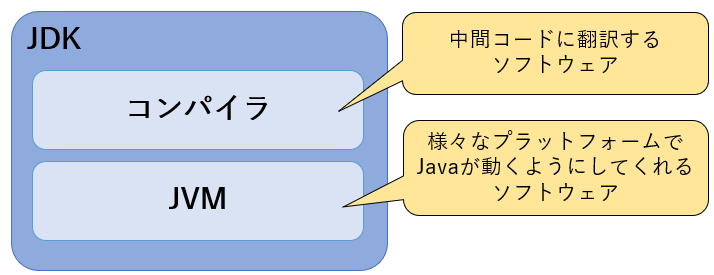 JDK
コンパイラ
JVM
中間コードに翻訳する
ソフトウェア
様々なプラットフォームで
Javaが動くようにしてくれる
ソフトウェア